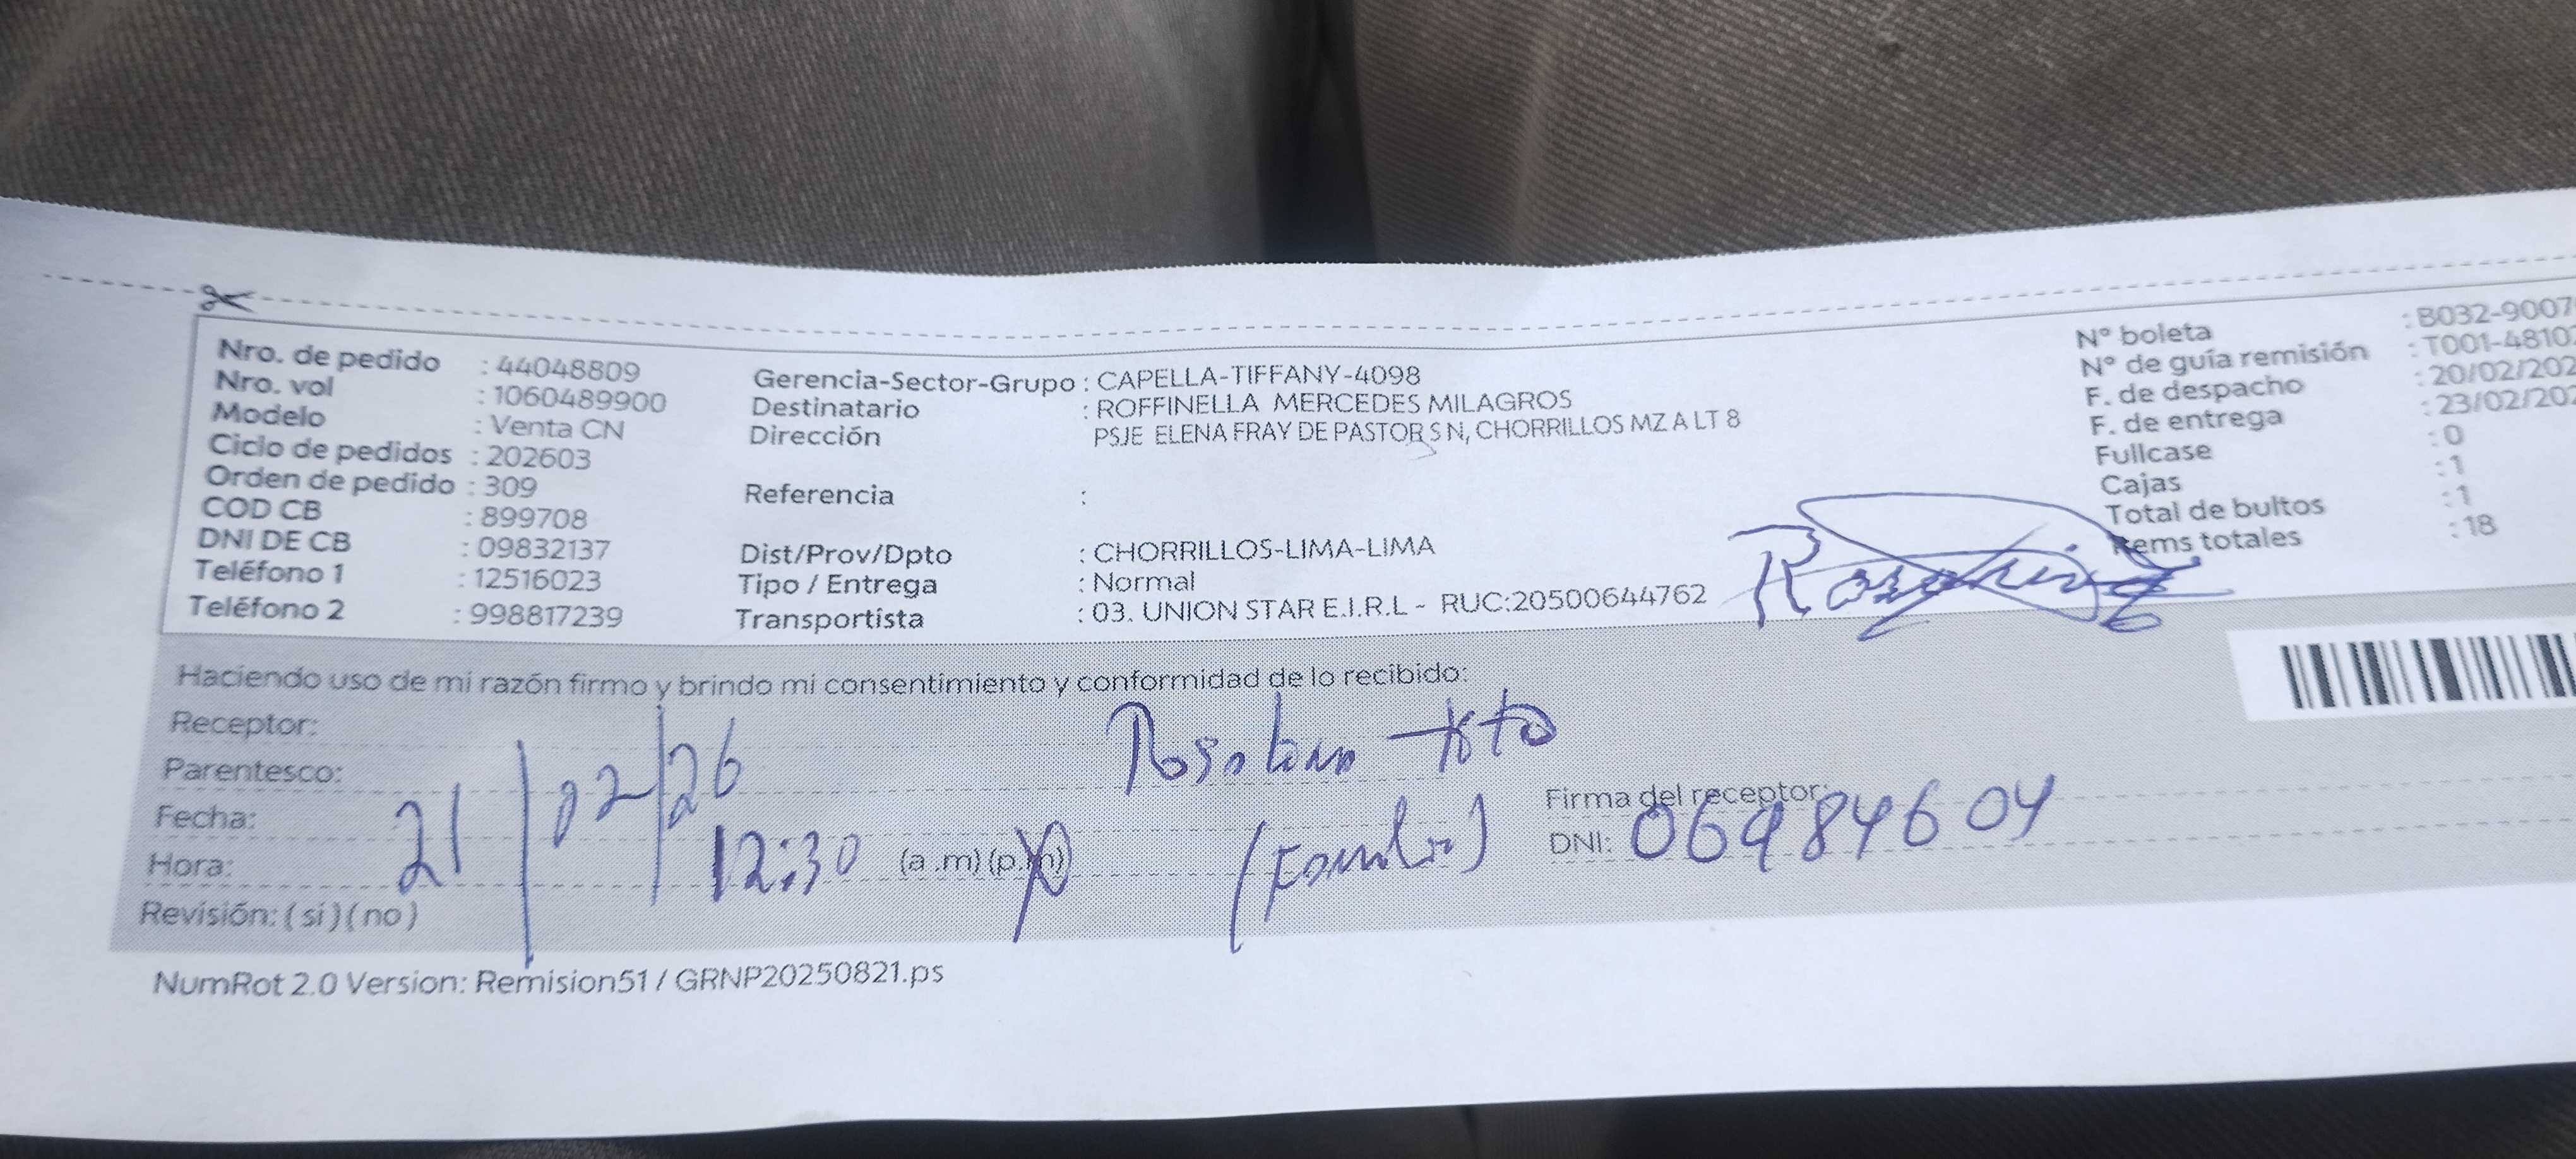 Nro. de pedido : 44048809
Nro. vol : 1060489900
Modelo : Venta CN
Ciclo de pedidos : 202603
Orden de pedido : 309
COD CB : 899708
DNI DE CB : 09832137
Teléfono 1 : 12516023
Teléfono 2 : 998817239
Gerencia-Sector-Grupo : CAPELLA-TIFFANY-4098
Destinatario : ROFFINELLA MERCEDES MILAGROS
Dirección PSJE ELENA FRAY DE PASTOR S N, CHORRILLOS MZ A LT 8
Referencia :
Dist/Prov/Dpto : CHORRILLOS-LIMA-LIMA
Tipo / Entrega : Normal
Transportista : 03. UNION STAR E.I.R.L - RUC:20500644762
N° boleta : B032-9007
N° de guía remisión : T001-4810
F. de despacho : 20/02/202
F. de entrega : 23/02/202
Fullcase : 0
Cajas : 1
Total de bultos : 1
Items totales : 18
Haciendo uso de mi razón firmo y brindo mi consentimiento y conformidad de lo recibido:
Receptor:
Parentesco:
Fecha: 21/02/26
Hora: 12:30 (a.m)(p.m)
Revisión: (si)(no)
Firma del receptor:
DNI: 06984604
NumRot 2.0 Version: Remision51 / GRNP20250821.ps